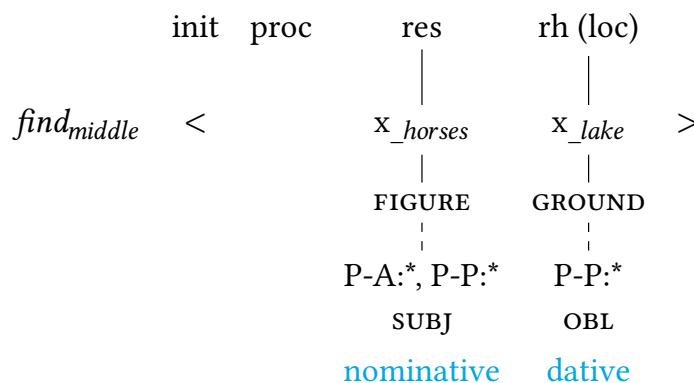 init proc res rh (loc)
find_middle < x_horses x_lake >
FIGURE GROUND
P-A:*, P-P:* P-P:*
SUBJ OBL
nominative dative